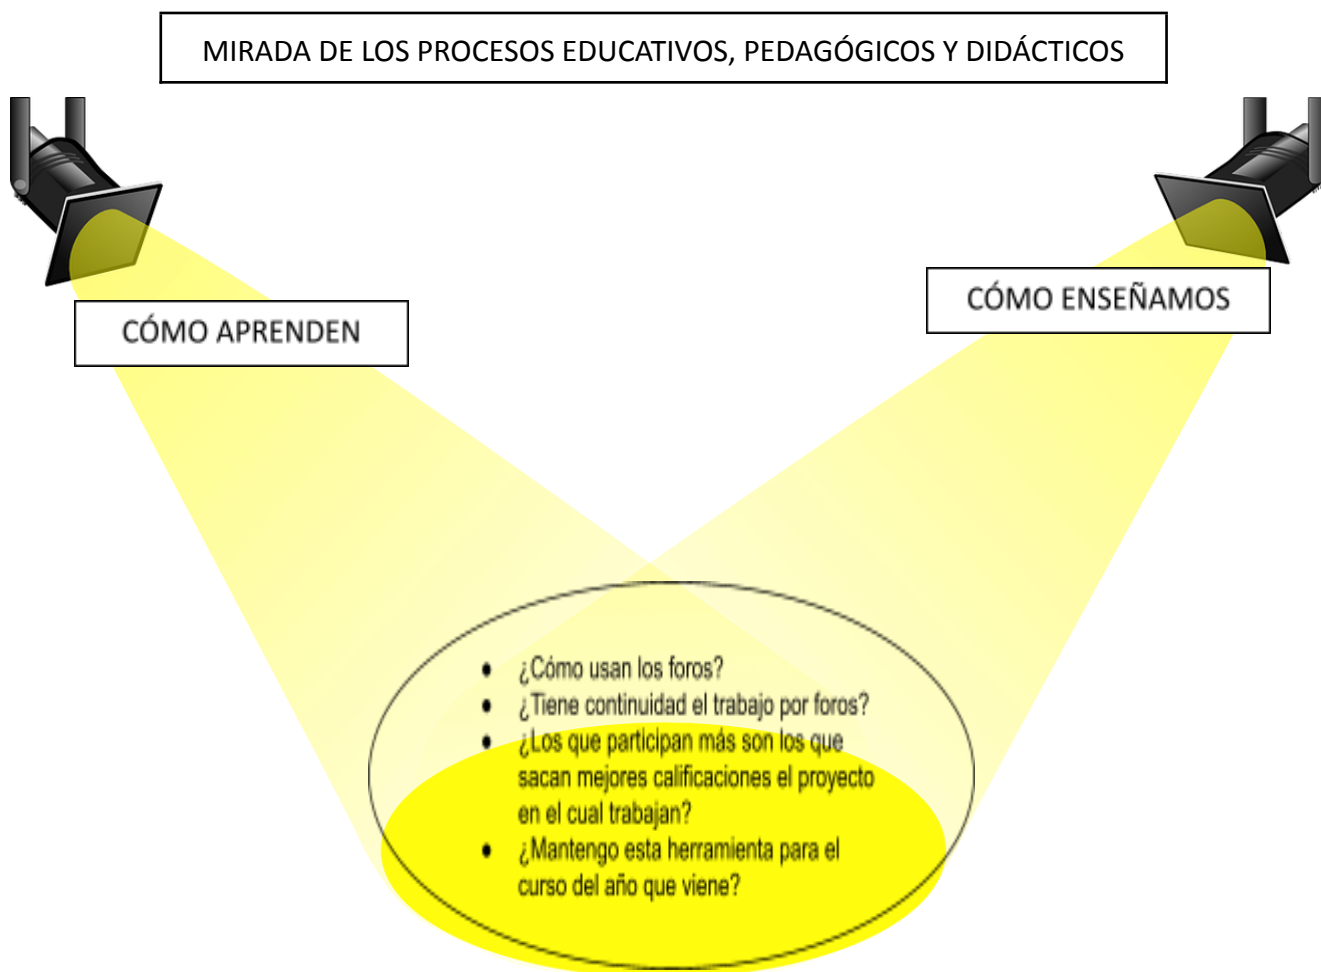 MIRADA DE LOS PROCESOS EDUCATIVOS, PEDAGÓGICOS Y DIDÁCTICOS
CÓMO APRENDEN
CÓMO ENSEÑAMOS
● ¿Cómo usan los foros?
● ¿Tiene continuidad el trabajo por foros?
● ¿Los que participan más son los que
sacan mejores calificaciones el proyecto
en el cual trabajan?
● ¿Mantengo esta herramienta para el
curso del año que viene?